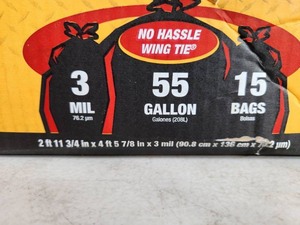 NO HASSLE
WING TIE®
3
MIL
76.2 µm
55
GALLON
Galones (208L)
15
BAGS
Bolsas
2 ft 11 3/4 in x 4 ft 5 7/8 in x 3 mil (90.8 cm x 136 cm x 76.2 µm)